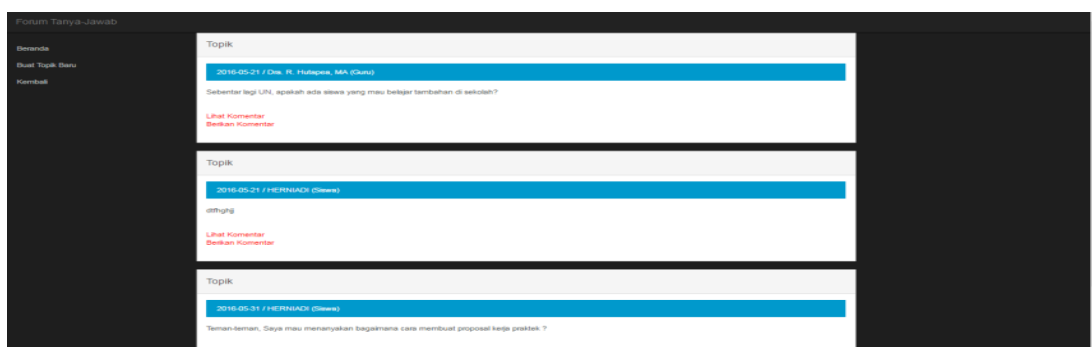 Forum Tanya-Jawab
Beranda
Buat Topik Baru
Kembali
Topik
2016-05-21 / Dra. R. Hutapea, MA (Guru)
Sebentar lagi UN, apakah ada siswa yang mau belajar tambahan di sekolah?
Lihat Komentar
Berikan Komentar
Topik
2016-05-21 / HERNIADI (Siswa)
Lihat Komentar
Berikan Komentar
Topik
2016-05-31 / HERNIADI (Siswa)
Teman-teman, Saya mau menanyakan bagaimana cara membuat proposal kerja praktek ?